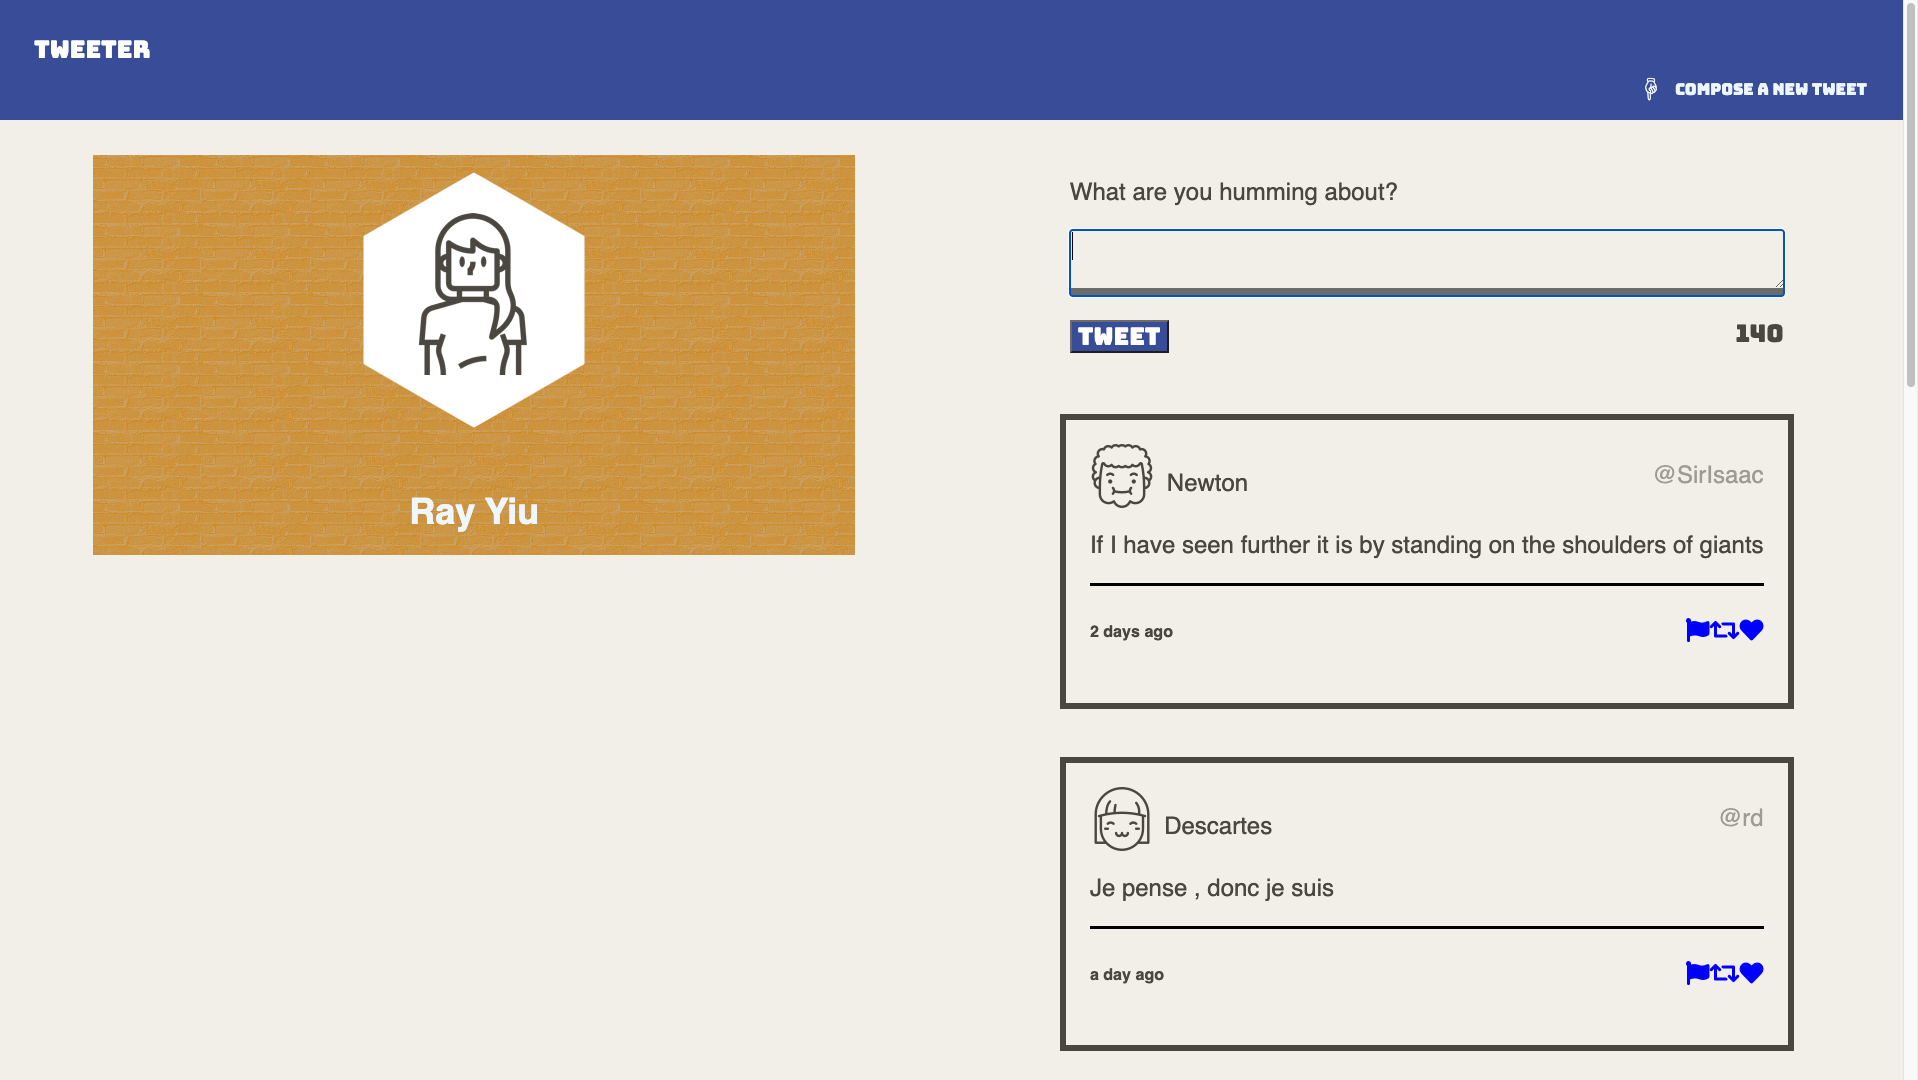 TWEETER
COMPOSE A NEW TWEET
Ray Yiu
What are you humming about?
TWEET
140
Newton
@SirIsaac
If I have seen further it is by standing on the shoulders of giants
2 days ago
Descartes
@rd
Je pense , donc je suis
a day ago